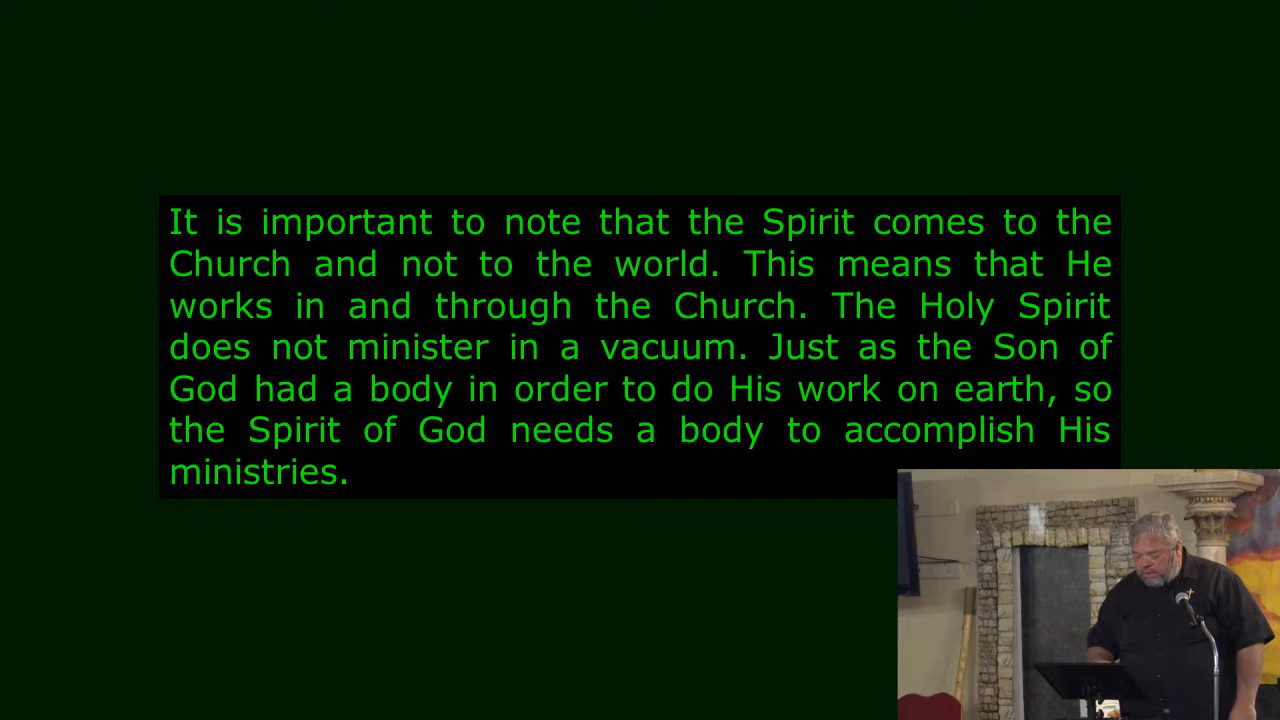 It is important to note that the Spirit comes to the
Church and not to the world. This means that He
works in and through the Church. The Holy Spirit
does not minister in a vacuum. Just as the Son of
God had a body in order to do His work on earth, so
the Spirit of God needs a body to accomplish His
ministries.